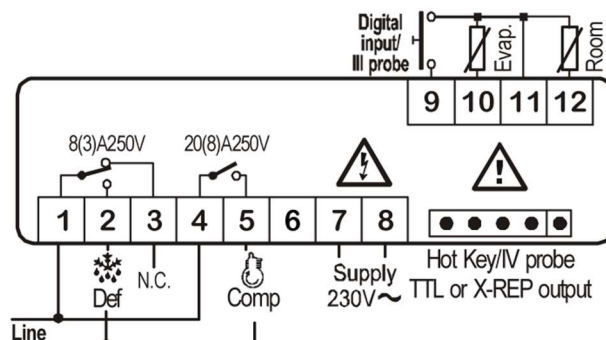 Digital
input/
III probe
Evap.
Room
9 10 11 12
8(3)A250V
20(8)A250V
1 2 3 4 5 6 7 8
Def
N.C.
Comp
Supply
230V~
Hot Key/IV probe
TTL or X-REP output
Line